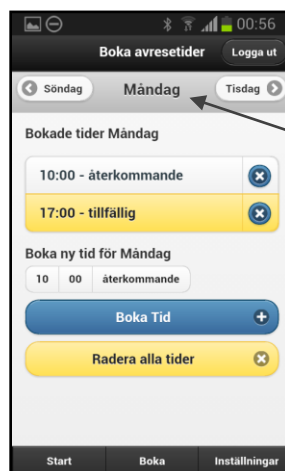 00:56
Boka avresetider Logga ut
Söndag Måndag Tisdag
Bokade tider Måndag
10:00 - återkommande
17:00 - tillfällig
Boka ny tid för Måndag
10 00 återkommande
Boka Tid
Radera alla tider
Start Boka Inställningar